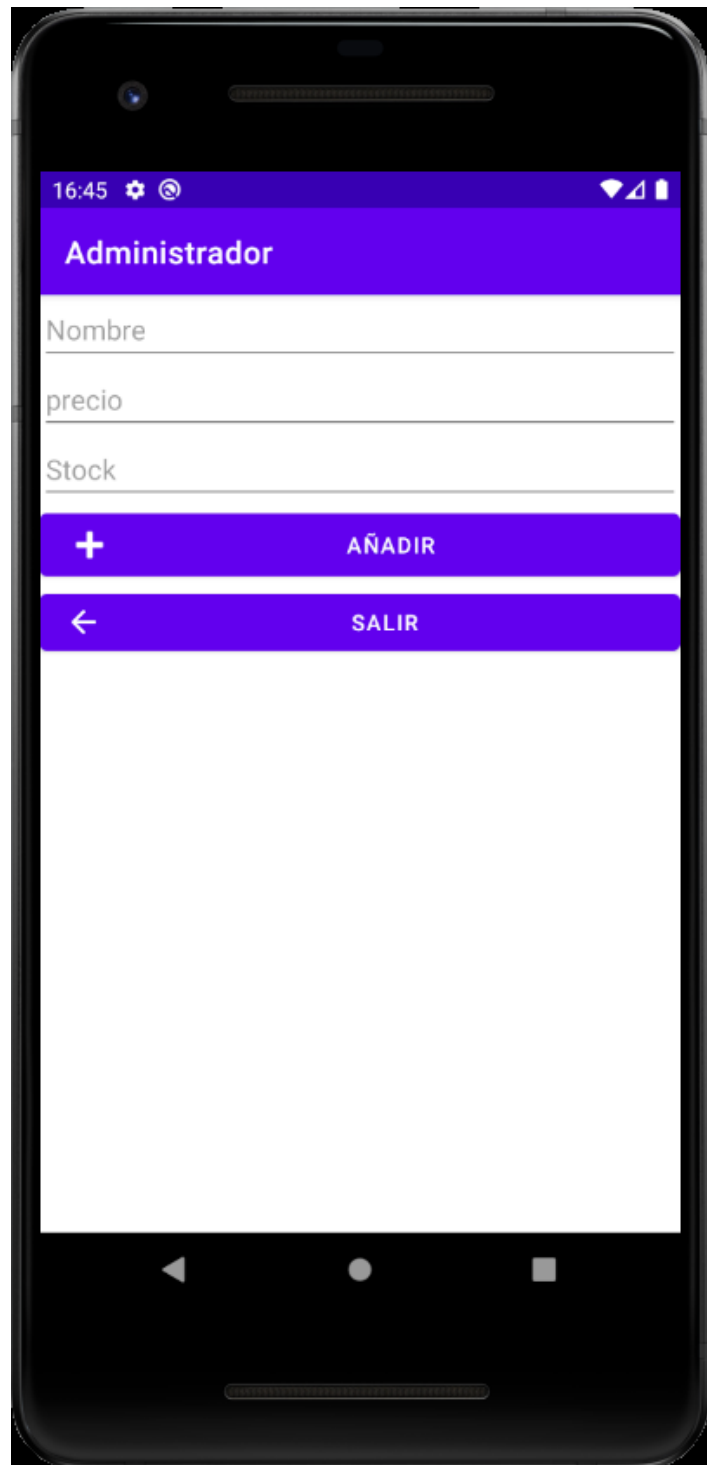 16:45
Administrador
Nombre
precio
Stock
AÑADIR
SALIR